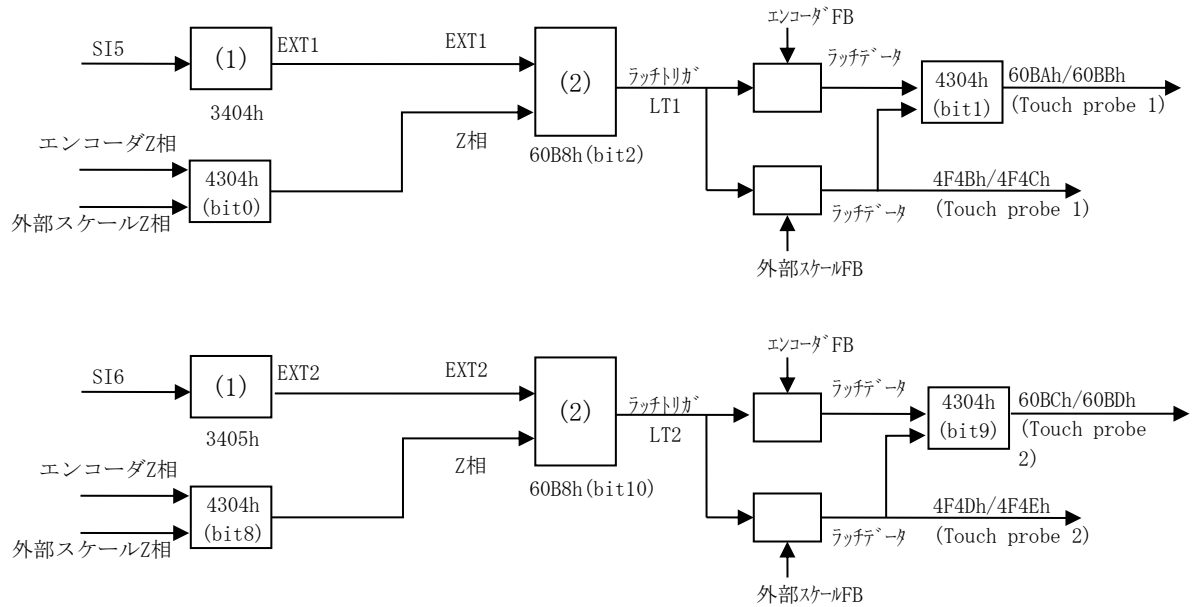 エンコーダFB
SI5
(1)
EXT1
EXT1
(2)
ラッチトリガ
LT1
ラッチデータ
4304h
(bit1)
60BAh/60BBh
(Touch probe 1)
3404h
エンコーダZ相
Z相
60B8h(bit2)
4304h
(bit0)
外部スケールZ相
ラッチデータ
4F4Bh/4F4Ch
(Touch probe 1)
外部スケールFB
エンコーダFB
SI6
(1)
EXT2
EXT2
(2)
ラッチトリガ
LT2
ラッチデータ
4304h
(bit9)
60BCh/60BDh
(Touch probe
2)
3405h
エンコーダZ相
Z相
60B8h(bit10)
4304h
(bit8)
外部スケールZ相
ラッチデータ
4F4Dh/4F4Eh
(Touch probe 2)
外部スケールFB